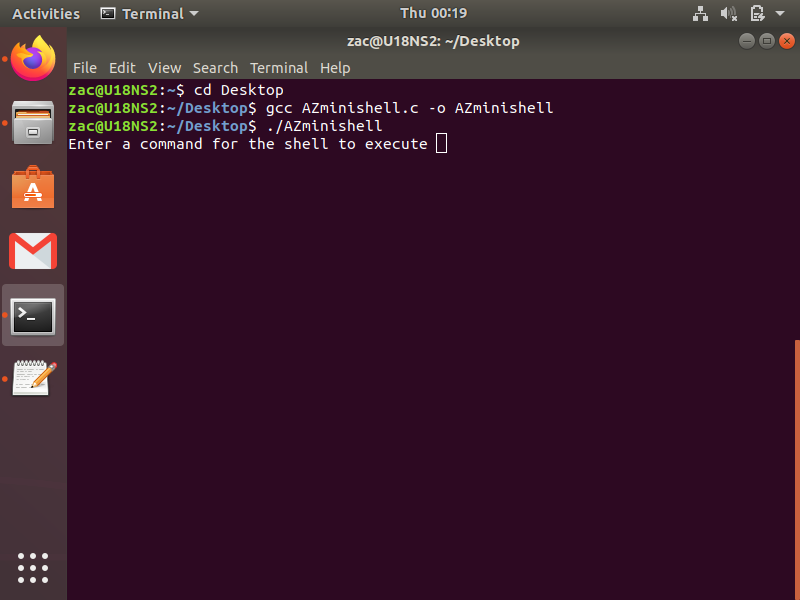 Activities Terminal Thu 00:19
zac@U18NS2: ~/Desktop
File Edit View Search Terminal Help
zac@U18NS2:~$ cd Desktop
zac@U18NS2:~/Desktop$ gcc AZminishell.c -o AZminishell
zac@U18NS2:~/Desktop$ ./AZminishell
Enter a command for the shell to execute